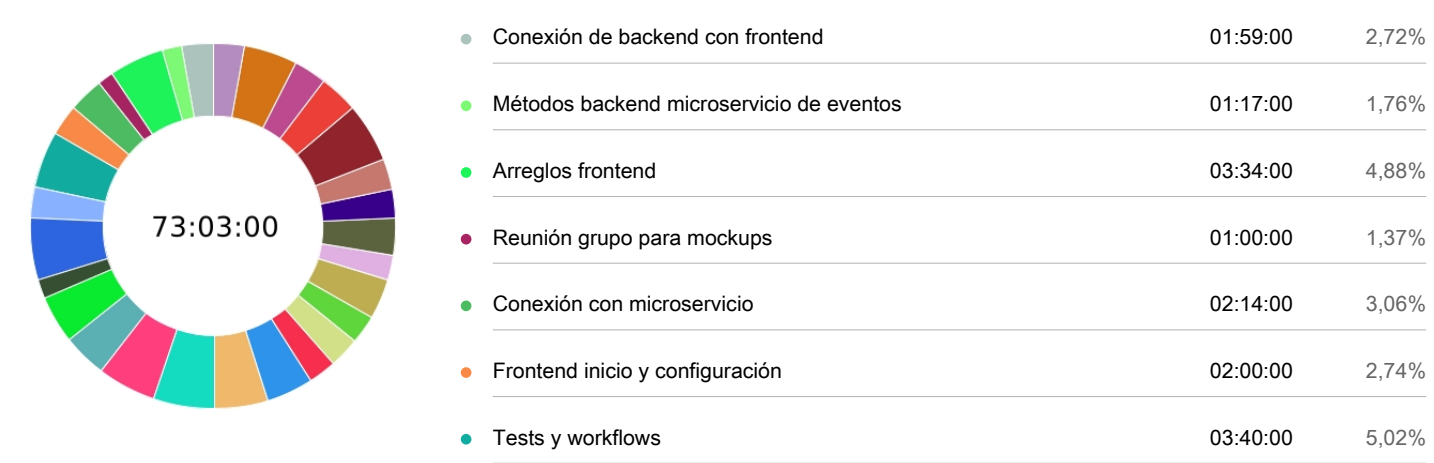 73:03:00
Conexión de backend con frontend 01:59:00 2,72%
Métodos backend microservicio de eventos 01:17:00 1,76%
Arreglos frontend 03:34:00 4,88%
Reunión grupo para mockups 01:00:00 1,37%
Conexión con microservicio 02:14:00 3,06%
Frontend inicio y configuración 02:00:00 2,74%
Tests y workflows 03:40:00 5,02%